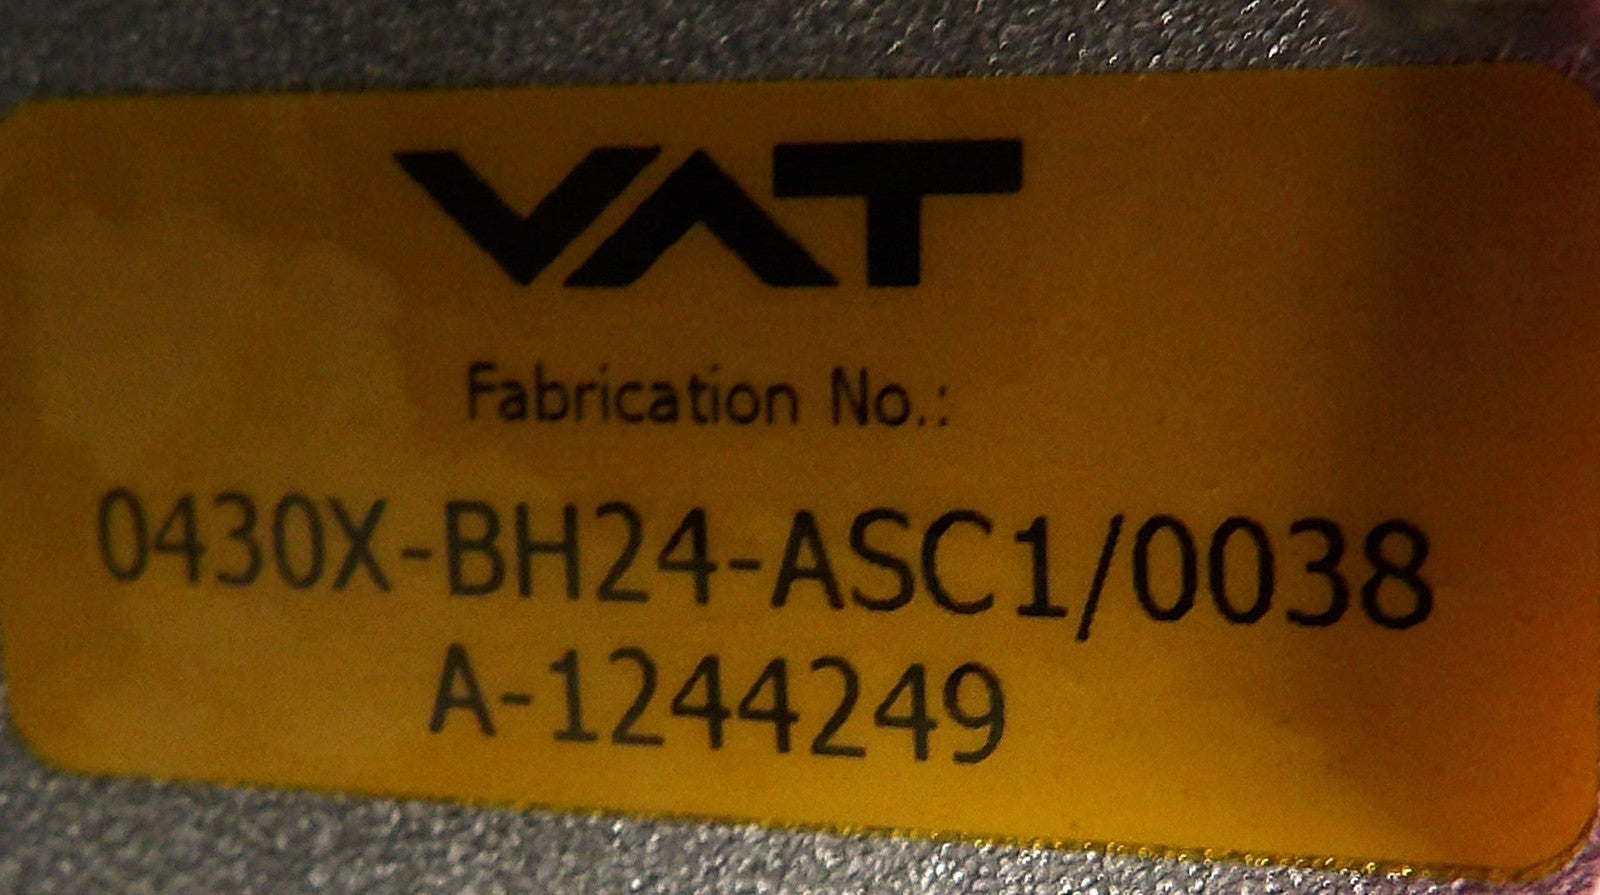 VAT
Fabrication No.:
0430X-BH24-ASC1/0038
A-1244249